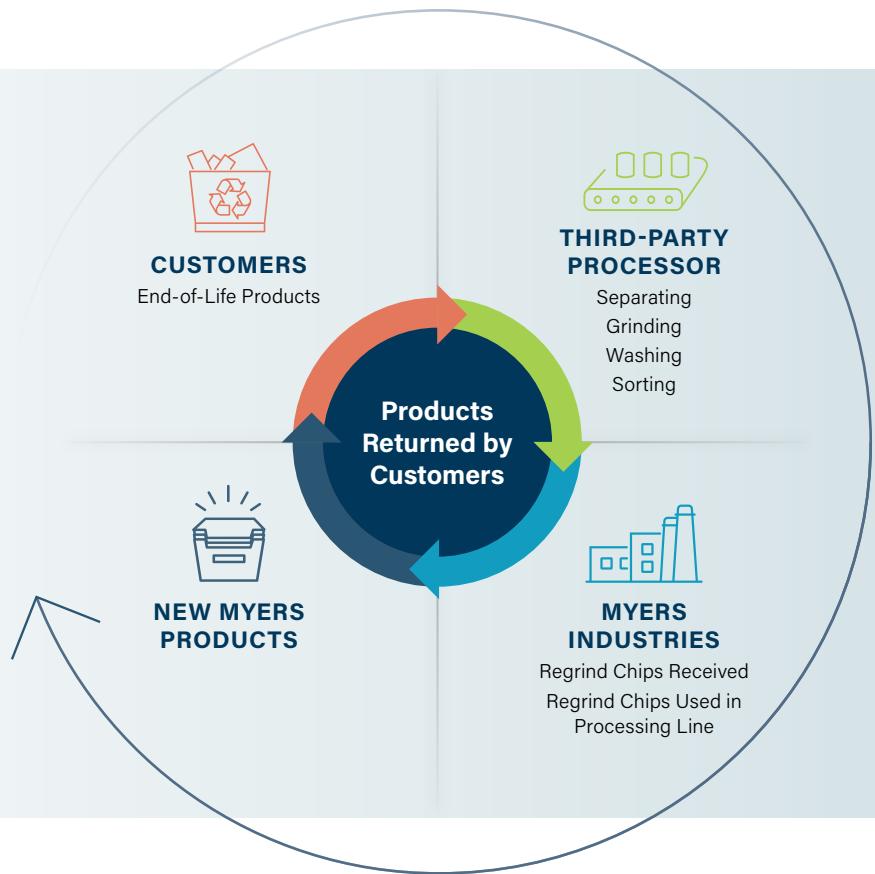 CUSTOMERS
End-of-Life Products
THIRD-PARTY
PROCESSOR
Separating
Grinding
Washing
Sorting
Products
Returned by
Customers
NEW MYERS
PRODUCTS
MYERS
INDUSTRIES
Regrind Chips Received
Regrind Chips Used in
Processing Line